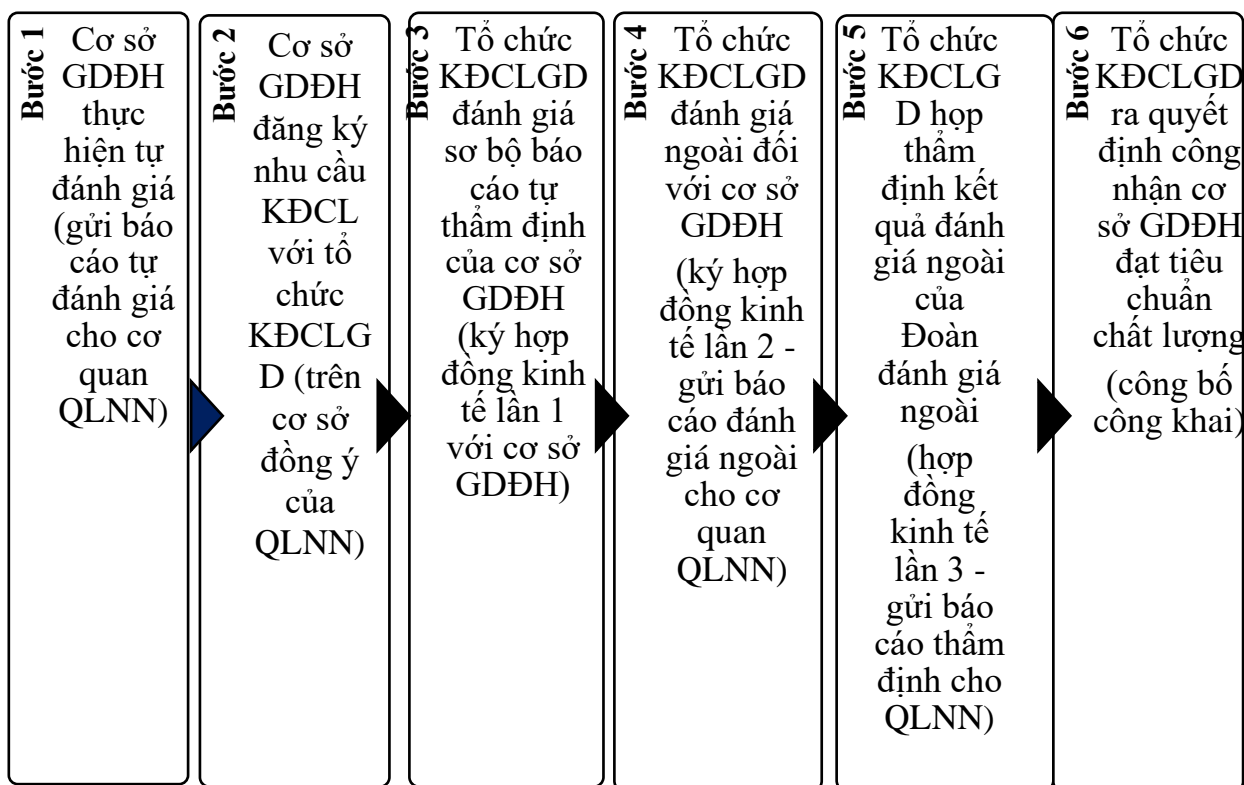 Bước 1
Cơ sở
GDĐH
thực
hiện tự
đánh giá
(gửi báo
cáo tự
đánh giá
cho cơ
quan
QLNN)
Bước 2
Cơ sở
GDĐH
đăng ký
nhu cầu
KĐCL
với tổ
chức
KĐCLG
D (trên
cơ sở
đồng ý
của
QLNN)
Bước 3
Tổ chức
KĐCLGD
đánh giá
sơ bộ báo
cáo tự
thẩm định
của cơ sở
GDĐH
(ký hợp
đồng kinh
tế lần 1
với cơ sở
GDĐH)
Bước 4
Tổ chức
KĐCLGD
đánh giá
ngoài đối
với cơ sở
GDĐH
(ký hợp
đồng kinh
tế lần 2 -
gửi báo
cáo đánh
giá ngoài
cho cơ
quan
QLNN)
Bước 5
Tổ chức
KĐCLG
D họp
thẩm
định kết
quả đánh
giá ngoài
của
Đoàn
đánh giá
ngoài
(hợp
đồng
kinh tế
lần 3 -
gửi báo
cáo thẩm
định cho
QLNN)
Bước 6
Tổ chức
KĐCLGD
ra quyết
định công
nhận cơ
sở GDĐH
đạt tiêu
chuẩn
chất lượng
(công bố
công khai)